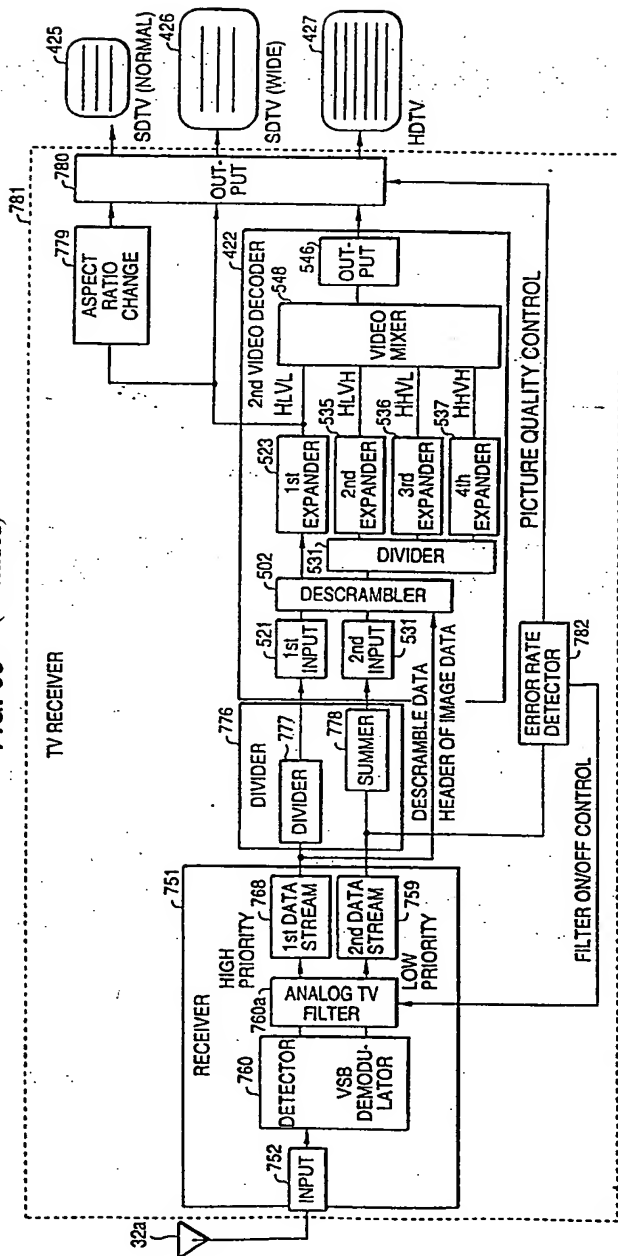 TV RECEIVER
781
32a
RECEIVER
751
752
INPUT
760
DETECTOR
VSB
DEMODU-
LATOR
760a
ANALOG TV
FILTER
HIGH
PRIORITY
768
1st DATA
STREAM
2nd DATA
STREAM
759
LOW
PRIORITY
776
DIVIDER
777
DIVIDER
778
SUMMER
DESCRAMBLE DATA
HEADER OF IMAGE DATA
2nd VIDEO DECODER
422
521
1st
INPUT
2nd
INPUT
531
502
DESCRAMBLER
531
DIVIDER
523
1st
EXPANDER
535
2nd
EXPANDER
536
3rd
EXPANDER
537
4th
EXPANDER
HLVL
HLVH
HHVL
HHVH
548
VIDEO
MIXER
546
OUT-
PUT
779
ASPECT
RATIO
CHANGE
780
OUT-
PUT
425
SDTV (NORMAL)
426
SDTV (WIDE)
427
HDTV
PICTURE QUALITY CONTROL
ERROR RATE
DETECTOR
782
FILTER ON/OFF CONTROL